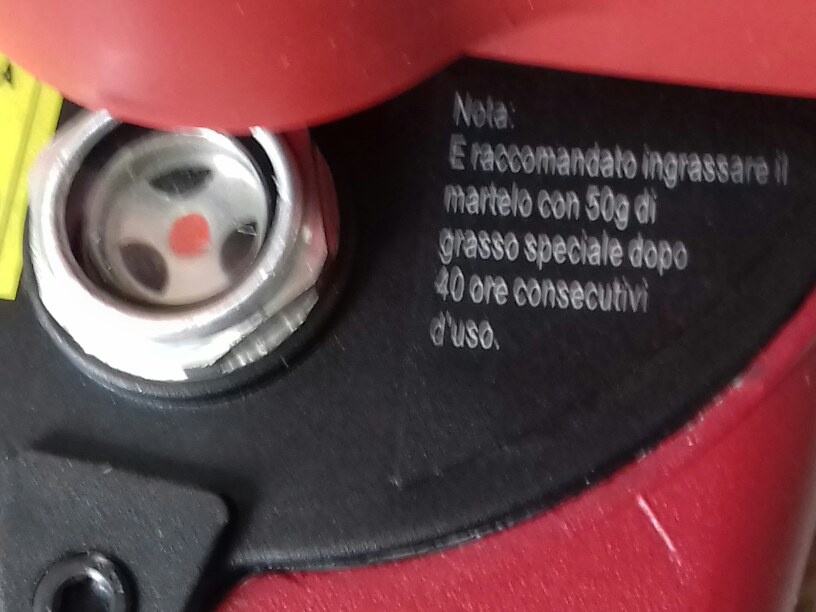 Nota:
E raccomandato ingrassare il
martelo con 50g di
grasso speciale dopo
40 ore consecutivi
d'uso.